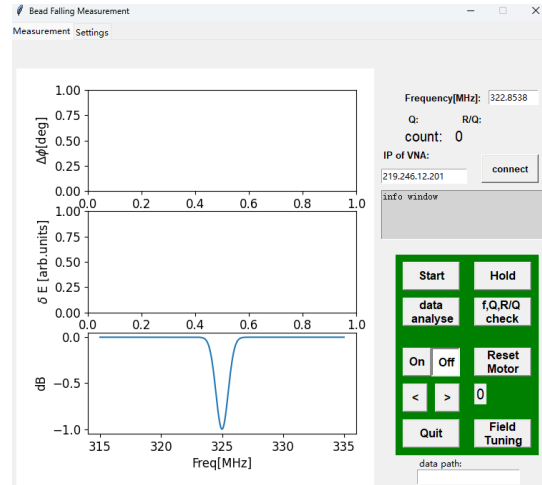 Bead Falling Measurement
Measurement Settings
1.00
0.75
0.50
0.25
0.00
Δϕ[deg]
0.0 0.2 0.4 0.6 0.8 1.0
1.00
0.75
0.50
0.25
0.00
δ E [arb.units]
0.0 0.2 0.4 0.6 0.8 1.0
0.0
−0.5
−1.0
dB
315 320 325 330 335
Freq[MHz]
Frequency[MHz]: 322.8538
Q: R/Q:
count: 0
IP of VNA:
219.246.12.201 connect
info window
Start Hold
data
analyse
f,Q,R/Q
check
On Off
Reset
Motor
< > 0
Quit
Field
Tuning
data path: